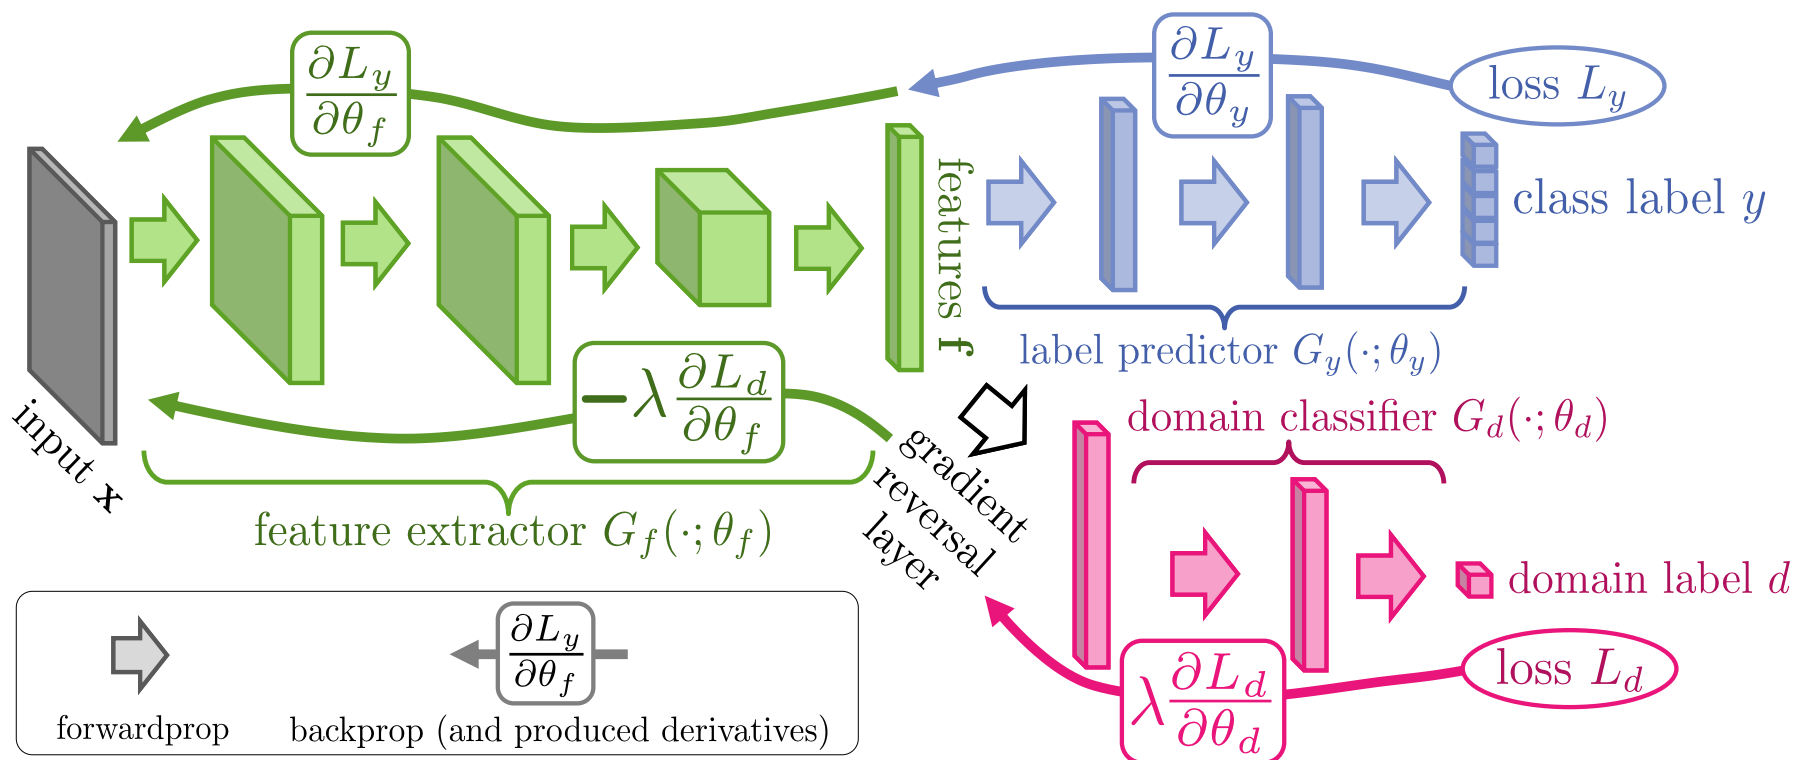 ∂L_y
∂θ_f
∂L_y
∂θ_y
loss L_y
class label y
features f
label predictor G_y(·; θ_y)
−λ ∂L_d
∂θ_f
input x
feature extractor G_f(·; θ_f)
gradient
reversal
layer
domain classifier G_d(·; θ_d)
domain label d
loss L_d
λ ∂L_d
∂θ_d
∂L_y
∂θ_f
forwardprop
backprop (and produced derivatives)